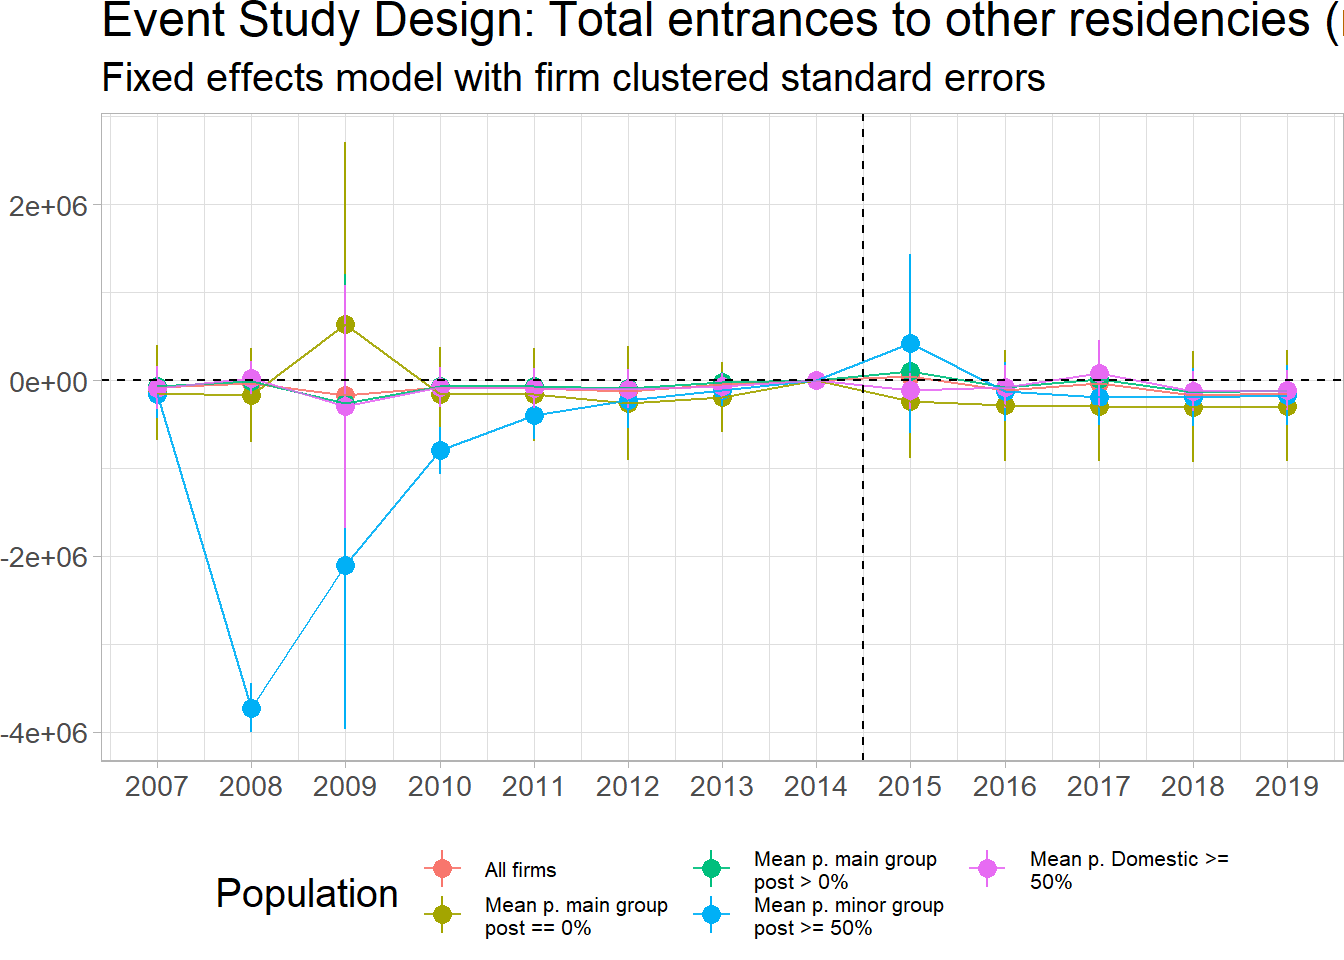 Event Study Design: Total entrances to other residencies (
Fixed effects model with firm clustered standard errors
2e+06
0e+00
-2e+06
-4e+06
2007 2008 2009 2010 2011 2012 2013 2014 2015 2016 2017 2018 2019
Population
All firms
Mean p. main group
post == 0%
Mean p. main group
post > 0%
Mean p. minor group
post >= 50%
Mean p. Domestic >=
50%